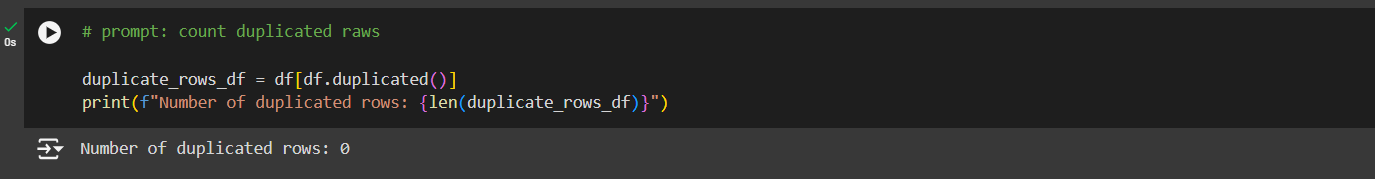 # prompt: count duplicated raws
0s
duplicate_rows_df = df[df.duplicated()]
print(f"Number of duplicated rows: {len(duplicate_rows_df)}")
Number of duplicated rows: 0